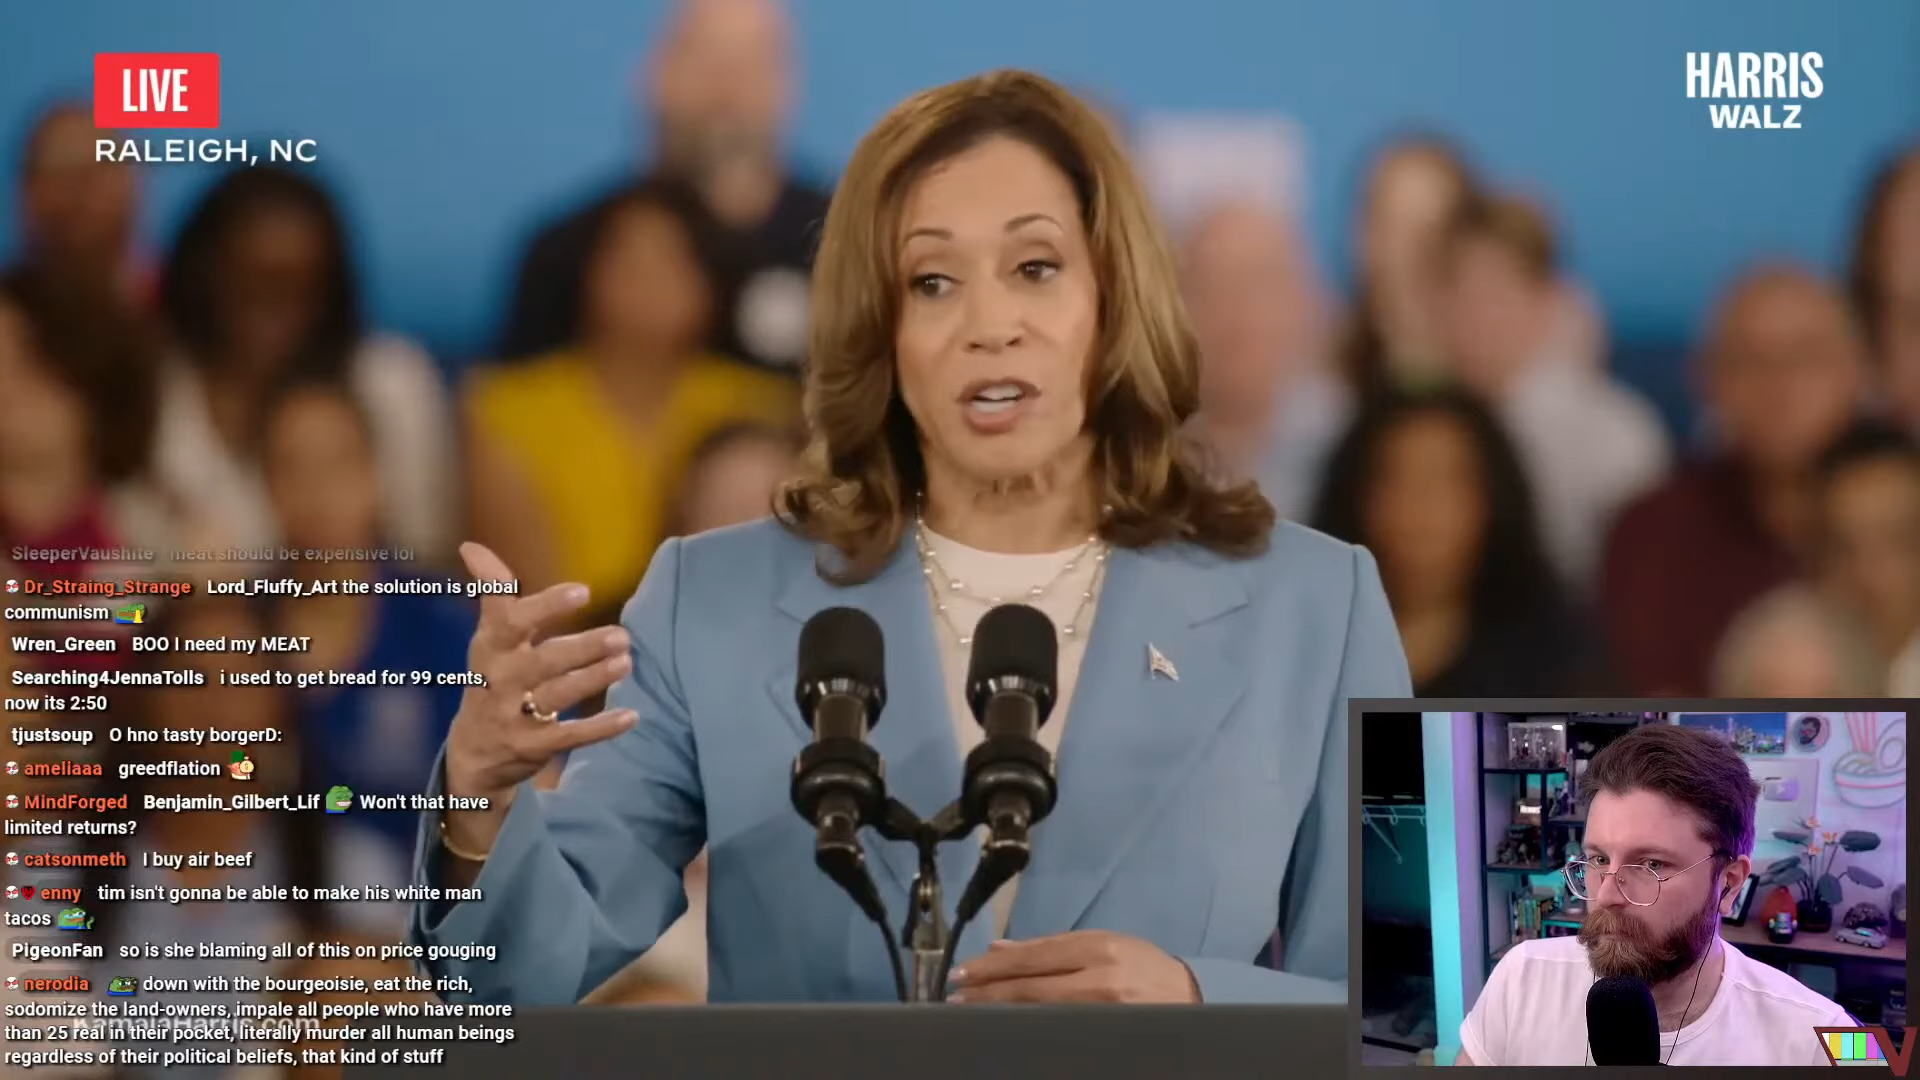 LIVE
RALEIGH, NC
HARRIS
WALZ
SleeperVaushite meat should be expensive lol
Dr_Straing_Strange Lord_Fluffy_Art the solution is global
communism
Wren_Green BOO I need my MEAT
Searching4JennaTolls i used to get bread for 99 cents,
now its 2:50
tjustsoup O hno tasty borgerD:
ameliaaa greedflation
MindForged Benjamin_Gilbert_Lif Won't that have
limited returns?
catsonmeth I buy air beef
enny tim isn't gonna be able to make his white man
tacos
PigeonFan so is she blaming all of this on price gouging
nerodia down with the bourgeoisie, eat the rich,
sodomize the land-owners, impale all people who have more
than 25 real in their pocket, literally murder all human beings
regardless of their political beliefs, that kind of stuff
KamalaHarris.com